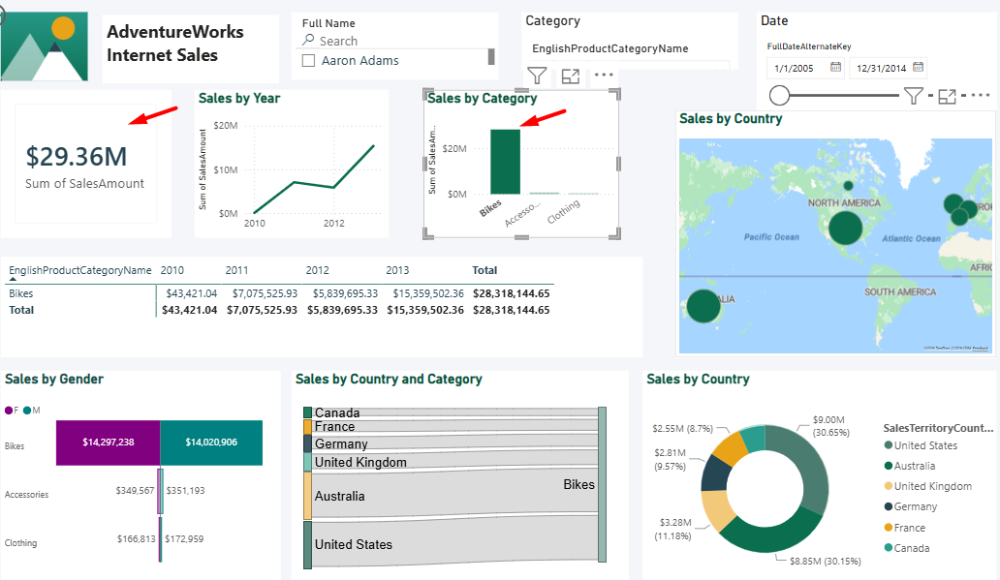 AdventureWorks
Internet Sales
Full Name
Search
Aaron Adams
Category
EnglishProductCategoryName
Date
FullDateAlternateKey
1/1/2005
12/31/2014
$29.36M
Sum of SalesAmount
Sales by Year
Sum of SalesAmount
$20M
$10M
$0M
2010
2012
Sales by Category
Sum of SalesAm...
$20M
$0M
Bikes
Accesso...
Clothing
Sales by Country
NORTH AMERICA
Pacific Ocean
Atlantic Ocean
AFRIC
SOUTH AMERICA
ALIA
EnglishProductCategoryName 2010 2011 2012 2013 Total
Bikes $43,421.04 $7,075,525.93 $5,839,695.33 $15,359,502.36 $28,318,144.65
Total $43,421.04 $7,075,525.93 $5,839,695.33 $15,359,502.36 $28,318,144.65
Sales by Gender
F M
Bikes $14,297,238 $14,020,906
Accessories $349,567 $351,193
Clothing $166,813 $172,959
Sales by Country and Category
Canada
France
Germany
United Kingdom
Australia
United States
Bikes
Sales by Country
$9.00M
(30.65%)
$8.85M (30.15%)
$3.28M
(11.18%)
$2.81M
(9.57%)
$2.55M (8.7%)
SalesTerritoryCount...
United States
Australia
United Kingdom
Germany
France
Canada